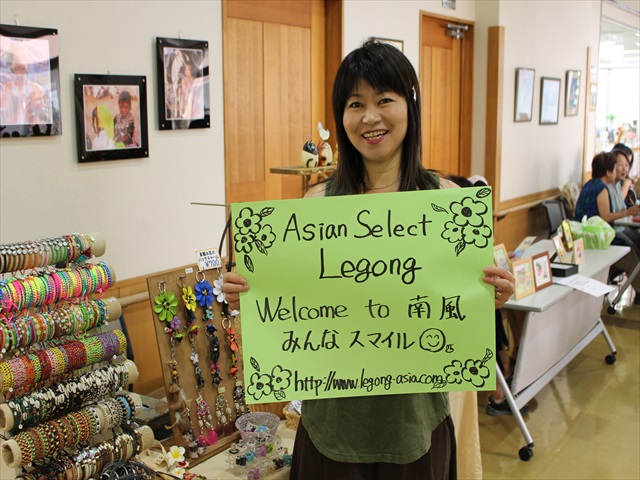 ¥700
Asian Select
Legong
Welcome to 南風
みんなスマイル
http://www.legong-asia.com